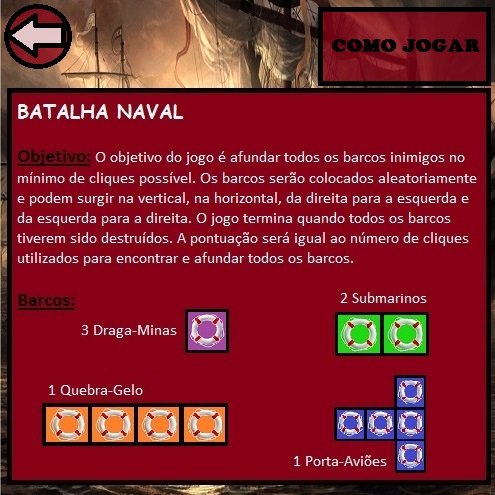 COMO JOGAR
BATALHA NAVAL
Objetivo: O objetivo do jogo é afundar todos os barcos inimigos no
mínimo de cliques possível. Os barcos serão colocados aleatoriamente
e podem surgir na vertical, na horizontal, da direita para a esquerda e
da esquerda para a direita. O jogo termina quando todos os barcos
tiverem sido destruídos. A pontuação será igual ao número de cliques
utilizados para encontrar e afundar todos os barcos.
Barcos:
2 Submarinos
3 Draga-Minas
1 Quebra-Gelo
1 Porta-Aviões